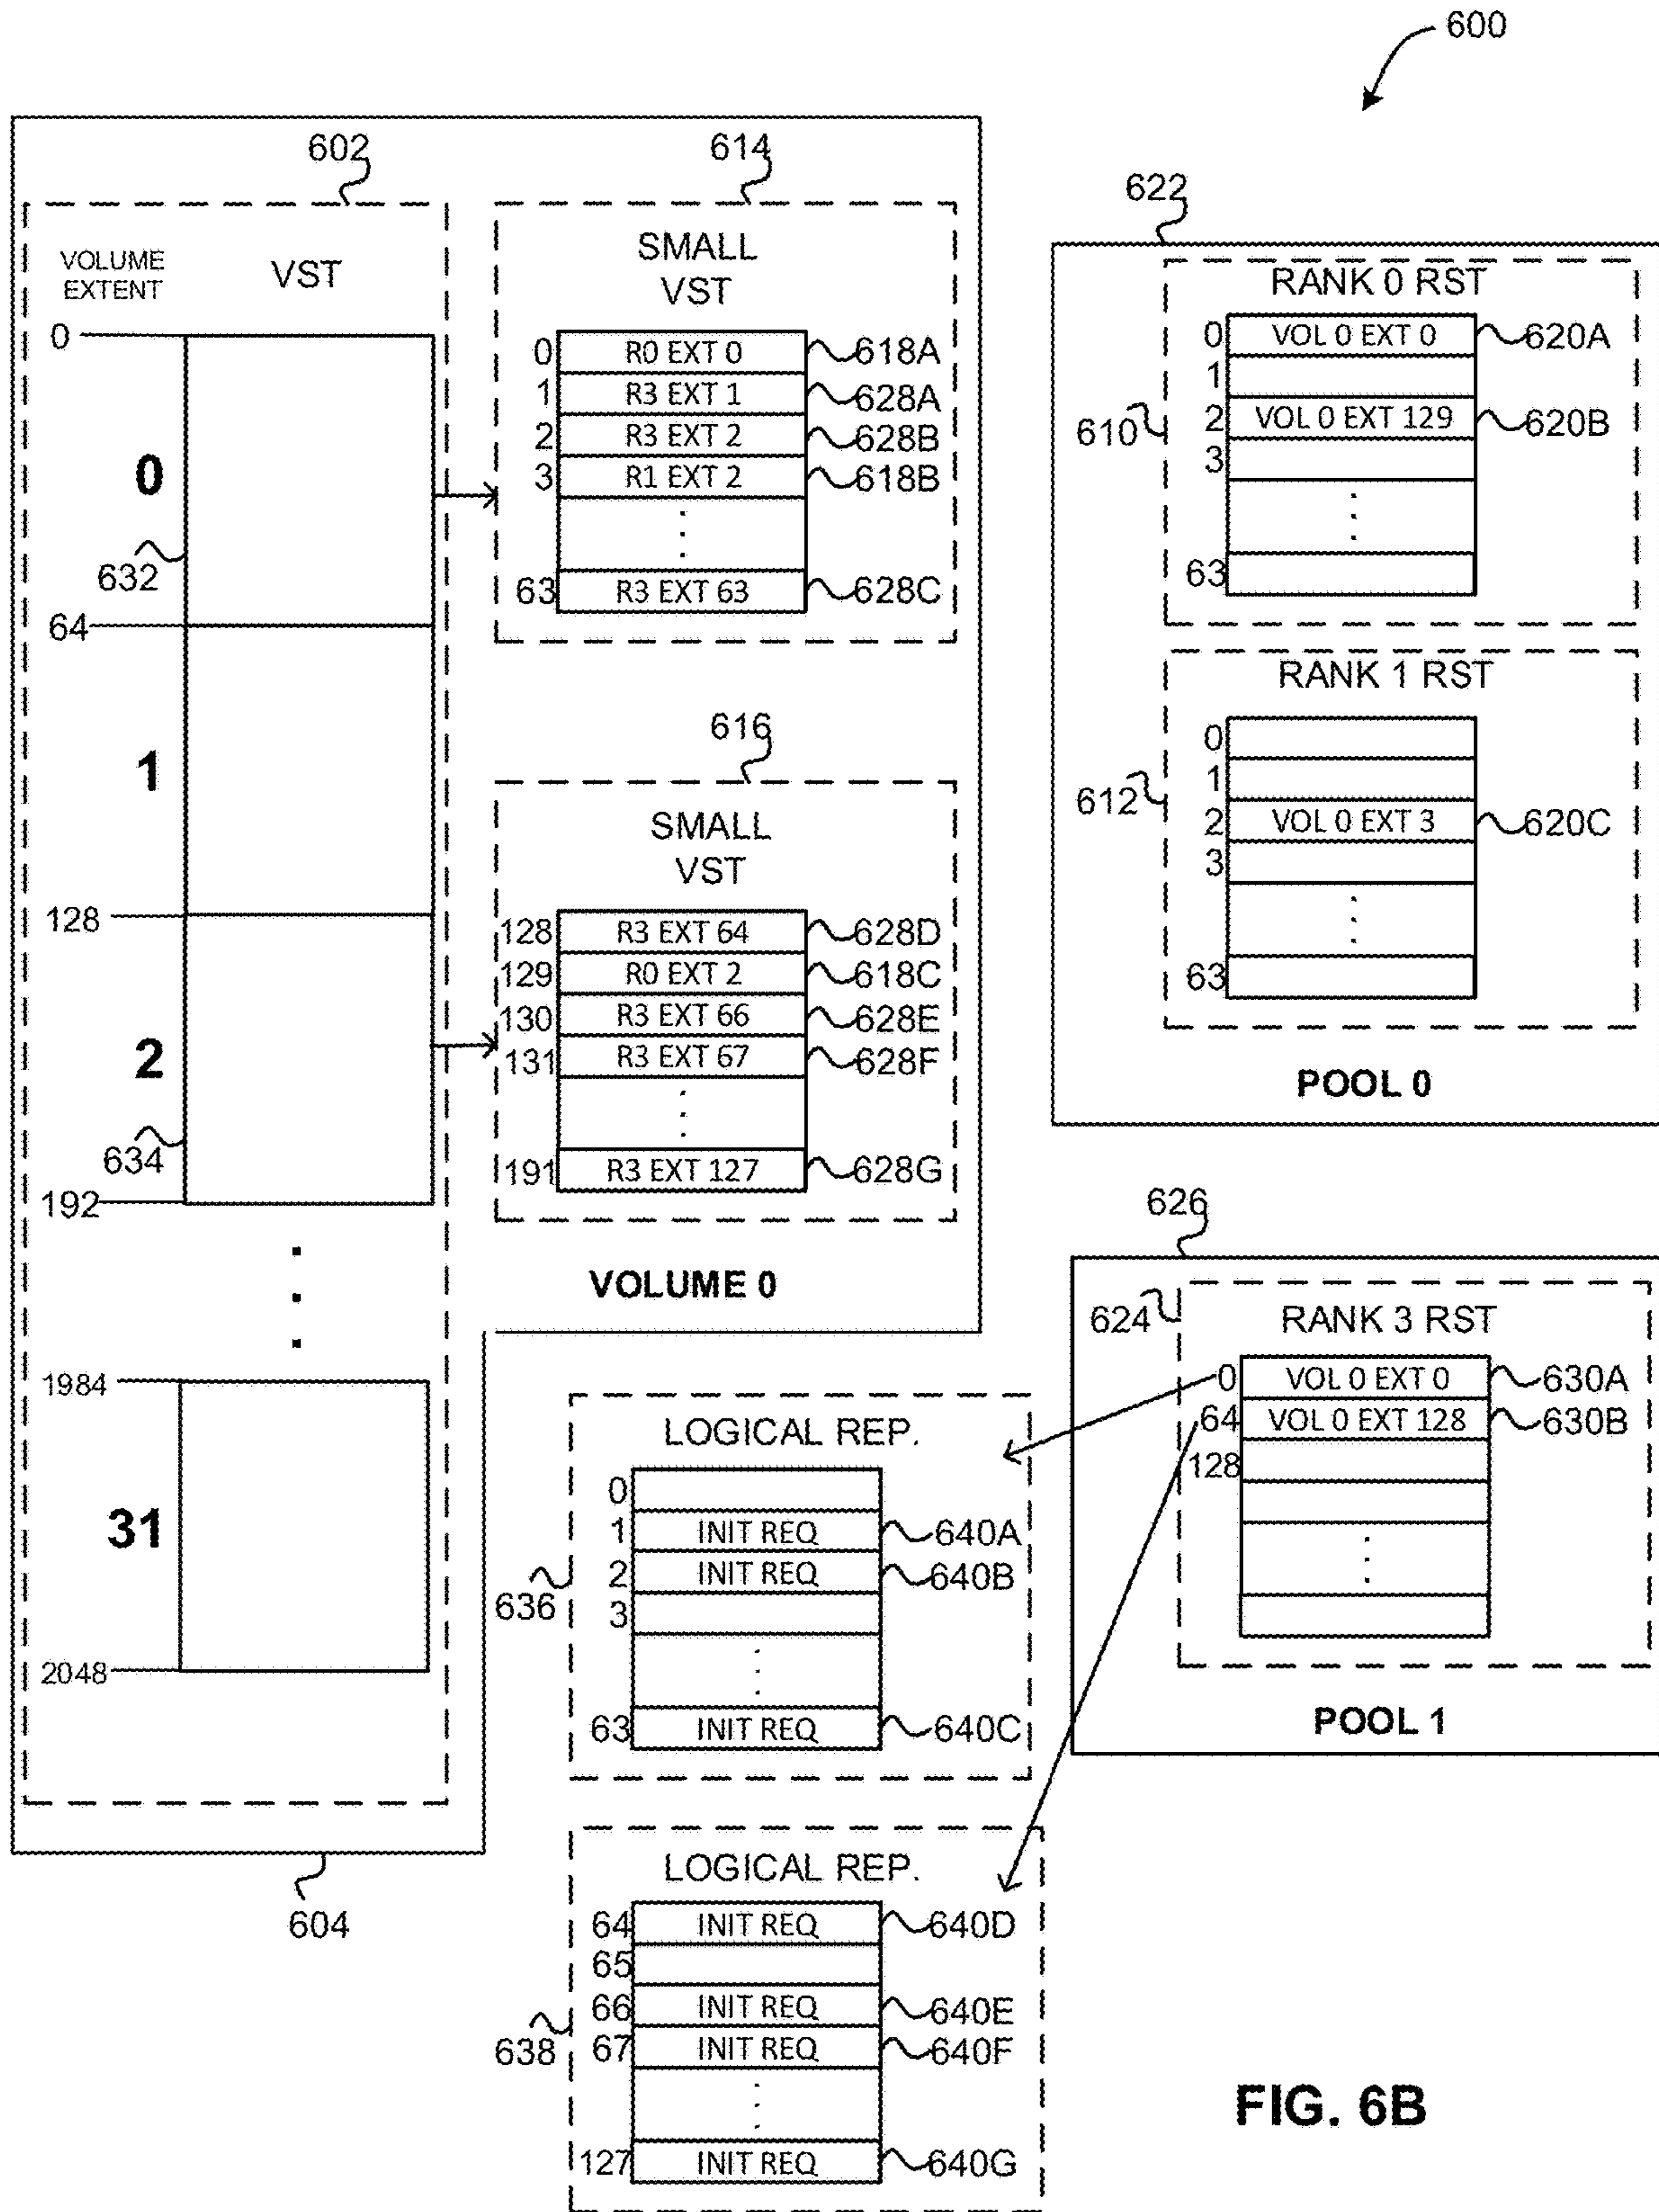 600
602
614
622
VOLUME
EXTENT
VST
SMALL
VST
0
64
128
192
1984
2048
0
1
2
31
632
634
0 R0 EXT 0 618A
1 R3 EXT 1 628A
2 R3 EXT 2 628B
3 R1 EXT 2 618B
63 R3 EXT 63 628C
616
SMALL
VST
128 R3 EXT 64 628D
129 R0 EXT 2 618C
130 R3 EXT 66 628E
131 R3 EXT 67 628F
191 R3 EXT 127 628G
VOLUME 0
604
RANK 0 RST
610
0 VOL 0 EXT 0 620A
1
2 VOL 0 EXT 129 620B
3
63
RANK 1 RST
612
0
1
2 VOL 0 EXT 3 620C
3
63
POOL 0
626
624
RANK 3 RST
0 VOL 0 EXT 0 630A
64 VOL 0 EXT 128 630B
128
POOL 1
LOGICAL REP.
636
0
1 INIT REQ 640A
2 INIT REQ 640B
3
63 INIT REQ 640C
LOGICAL REP.
638
64 INIT REQ 640D
65
66 INIT REQ 640E
67 INIT REQ 640F
127 INIT REQ 640G
FIG. 6B